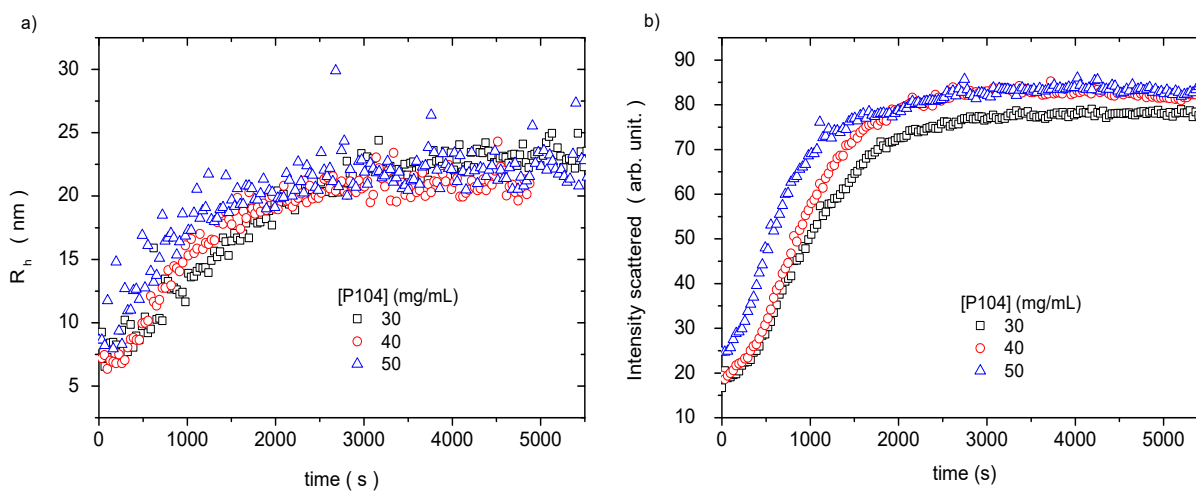 a)
R h ( nm )
30
25
20
15
10
5
[P104] (mg/mL)
30
40
50
0 1000 2000 3000 4000 5000
time ( s )
b)
Intensity scattered ( arb. unit. )
90
80
70
60
50
40
30
20
10
[P104] (mg/mL)
30
40
50
0 1000 2000 3000 4000 5000
time (s)